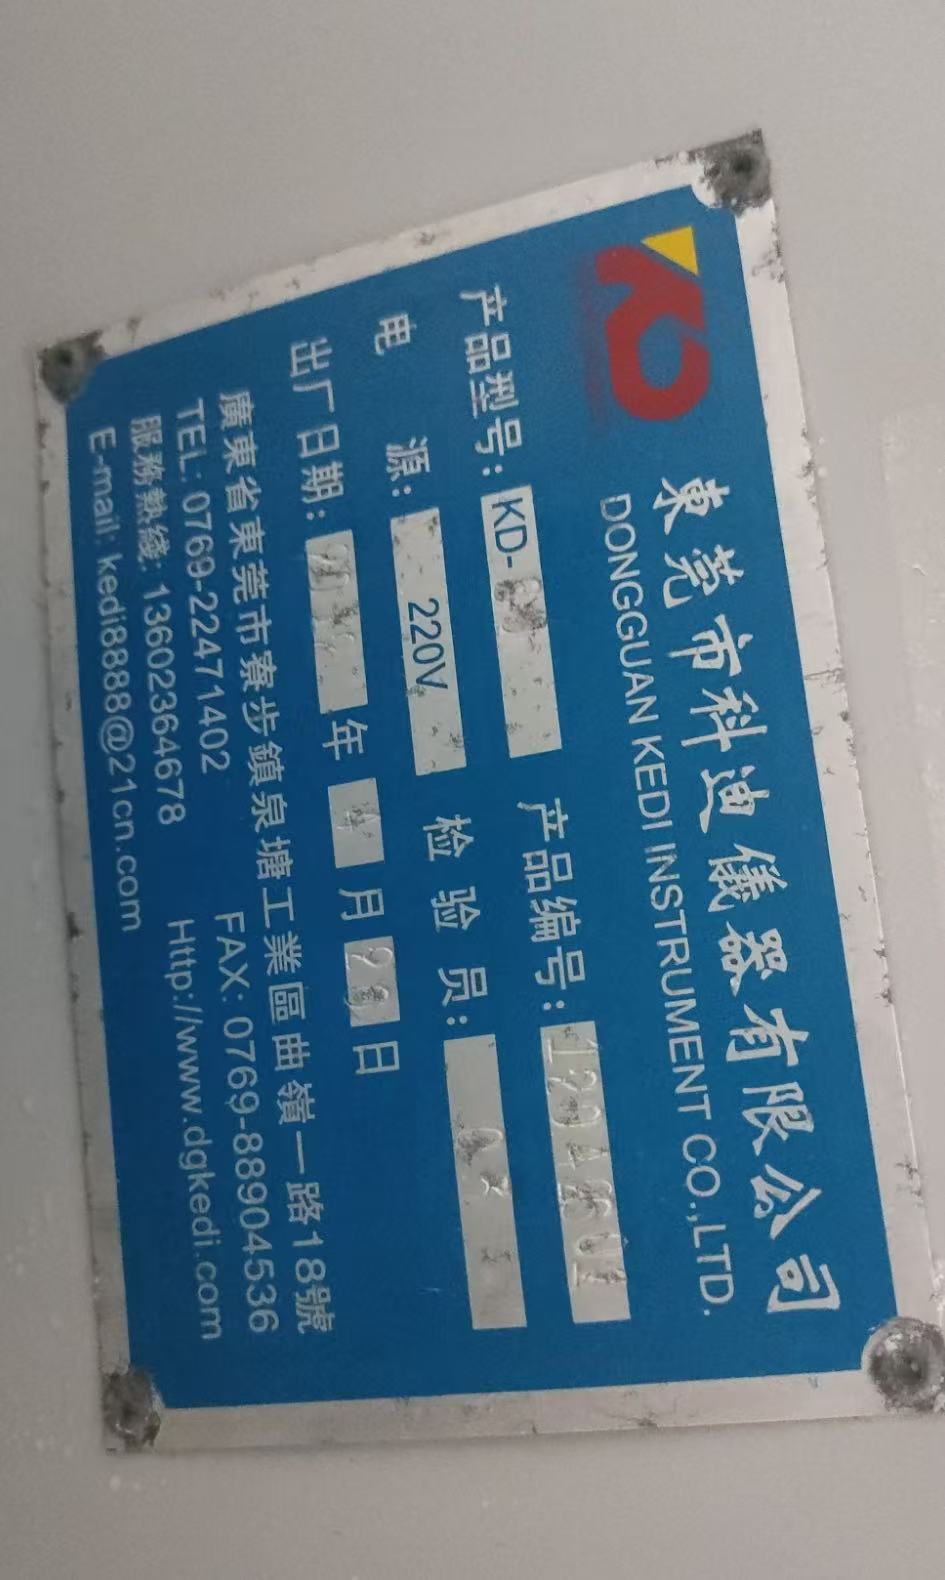 東莞市科迪儀器有限公司
DONGGUAN KEDI INSTRUMENT CO.,LTD.
产品型号: KD- 产品编号:
电源: 220V 检验员:
出厂日期: 年 4 月 日
廣東省東莞市寮步鎮泉塘工業區曲嶺一路18號
TEL: 0769-22471402 FAX: 0769-88904536
服務熱綫: 13602364678 Http://www.dgkedi.com
E-mail: kedi8888@21cn.com